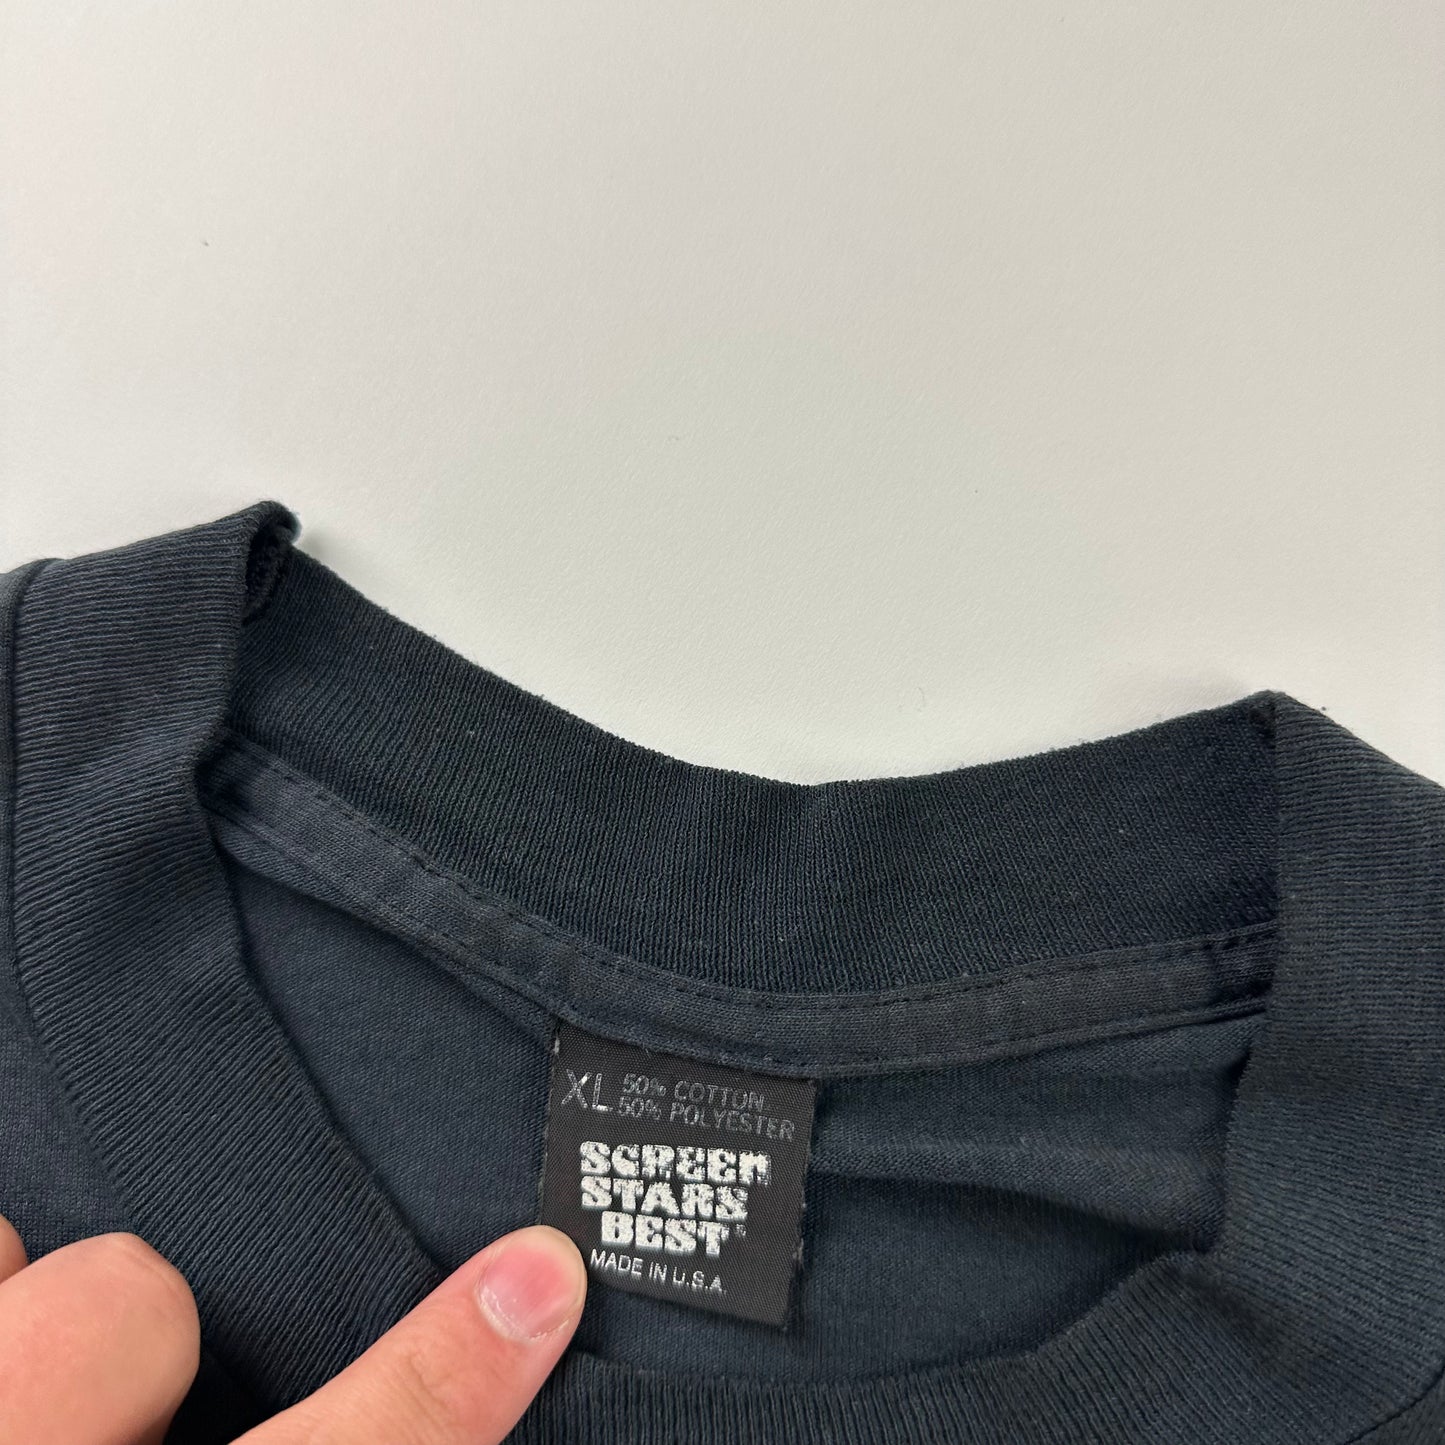 XL 50% COTTON
50% POLYESTER
SCREEN
STARS
BEST
MADE IN U.S.A.